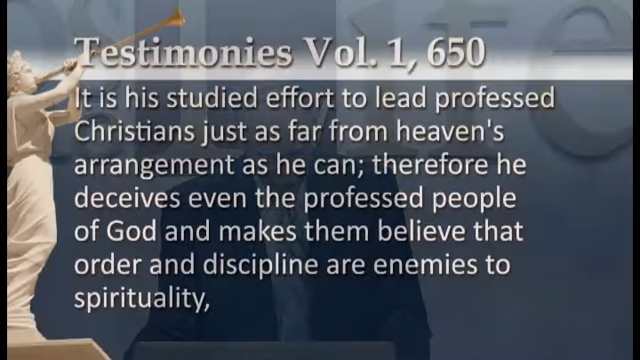 Testimonies Vol. 1, 650
It is his studied effort to lead professed
Christians just as far from heaven's
arrangement as he can; therefore he
deceives even the professed people
of God and makes them believe that
order and discipline are enemies to
spirituality,